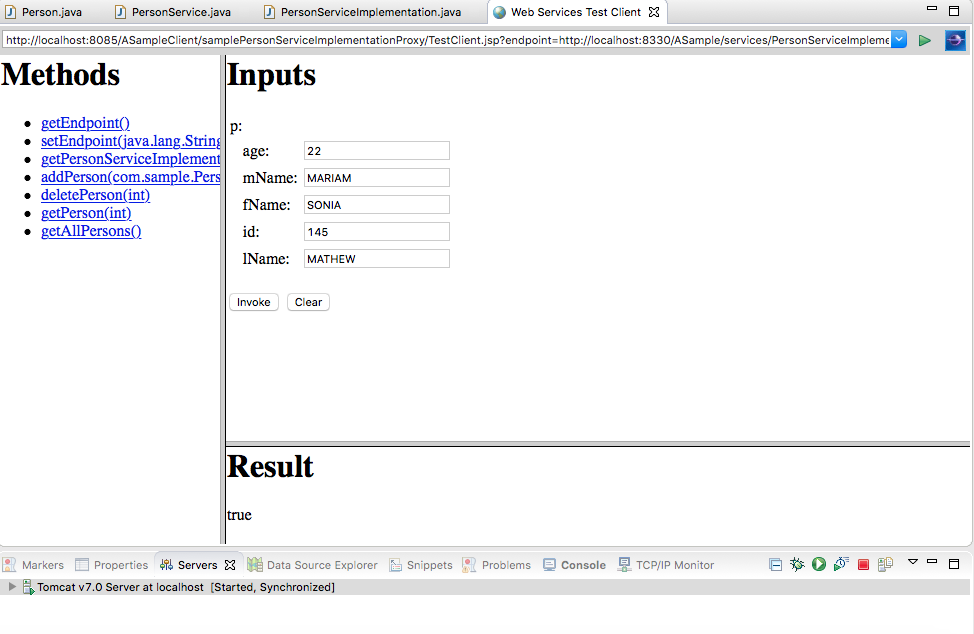 Person.java PersonService.java PersonServiceImplementation.java Web Services Test Client
http://localhost:8085/ASampleClient/samplePersonServiceImplementationProxy/TestClient.jsp?endpoint=http://localhost:8330/ASample/services/PersonServiceImpleme
Methods
getEndpoint()
setEndpoint(java.lang.String
getPersonServiceImplement
addPerson(com.sample.Pers
deletePerson(int)
getPerson(int)
getAllPersons()
Inputs
p:
age: 22
mName: MARIAM
fName: SONIA
id: 145
lName: MATHEW
Invoke Clear
Result
true
Markers Properties Servers Data Source Explorer Snippets Problems Console TCP/IP Monitor
Tomcat v7.0 Server at localhost [Started, Synchronized]